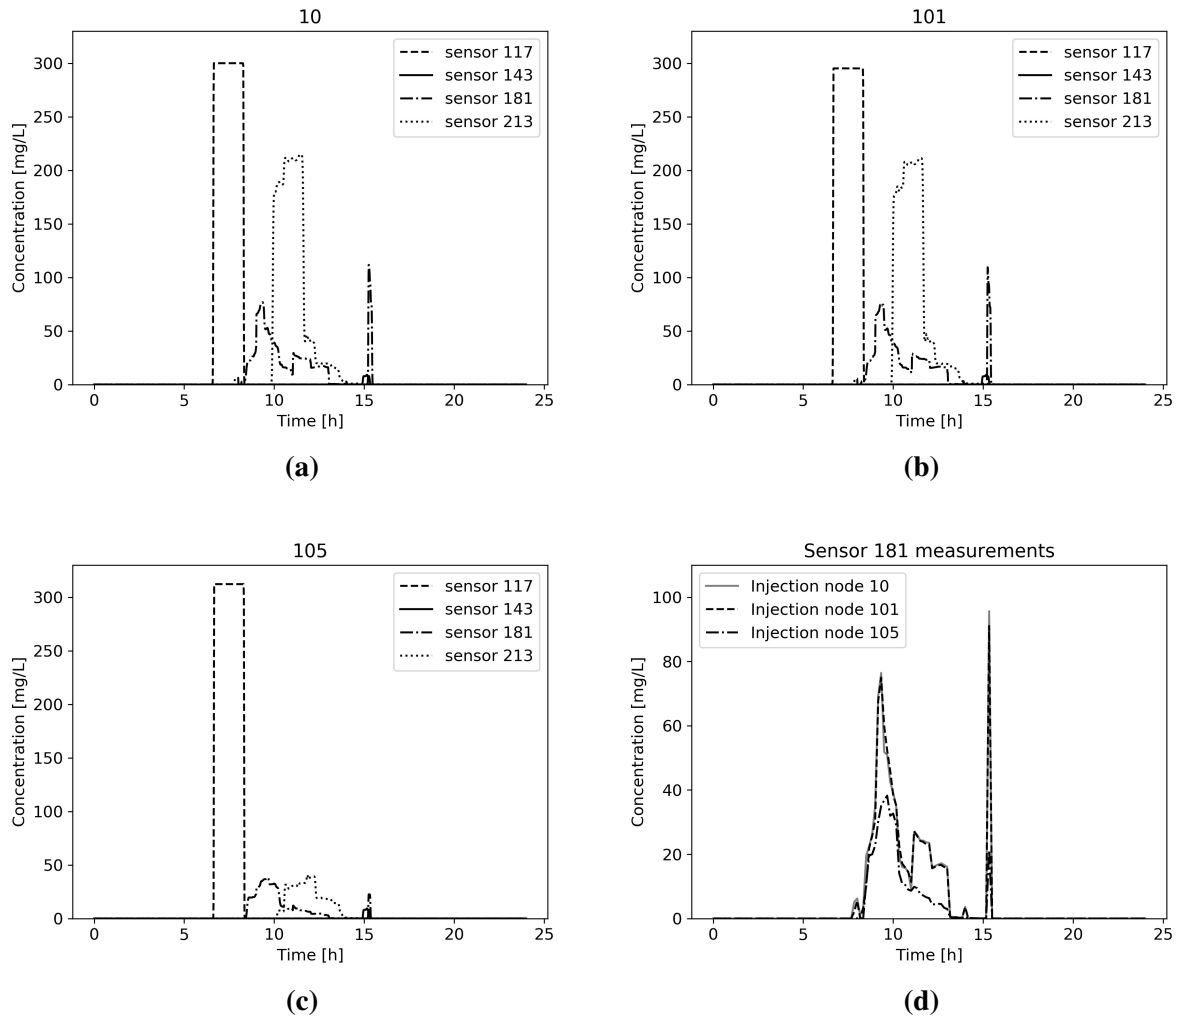 10
Concentration [mg/L]
300
250
200
150
100
50
0
sensor 117
sensor 143
sensor 181
sensor 213
0 5 10 15 20 25
Time [h]
(a)
101
Concentration [mg/L]
300
250
200
150
100
50
0
sensor 117
sensor 143
sensor 181
sensor 213
0 5 10 15 20 25
Time [h]
(b)
105
Concentration [mg/L]
300
250
200
150
100
50
0
sensor 117
sensor 143
sensor 181
sensor 213
0 5 10 15 20 25
Time [h]
(c)
Sensor 181 measurements
Concentration [mg/L]
100
80
60
40
20
0
Injection node 10
Injection node 101
Injection node 105
0 5 10 15 20 25
Time [h]
(d)